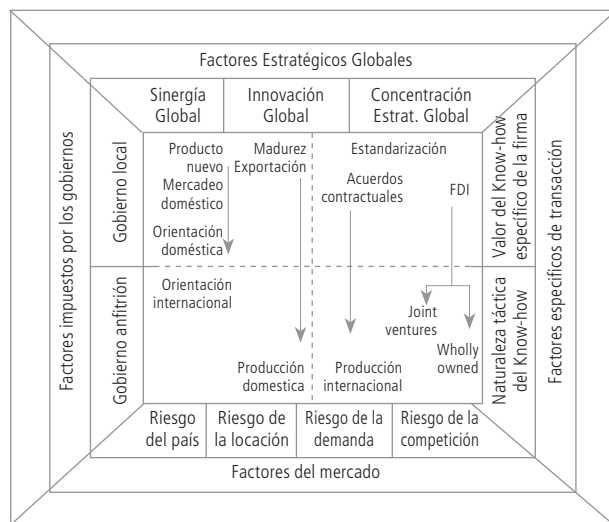 Factores Estratégicos Globales
Sinergía
Global
Innovación
Global
Concentración
Estrat. Global
Factores impuestos por los gobiernos
Gobierno local
Gobierno anfitrión
Producto
nuevo
Mercadeo
doméstico
Orientación
doméstica
Madurez
Exportación
Estandarización
Acuerdos
contractuales
FDI
Orientación
internacional
Joint
ventures
Wholly
owned
Producción
domestica
Producción
internacional
Valor del Know-how
específico de la firma
Naturaleza táctica
del Know-how
Factores específicos de transacción
Riesgo
del país
Riesgo de
la locación
Riesgo de la
demanda
Riesgo de la
competición
Factores del mercado